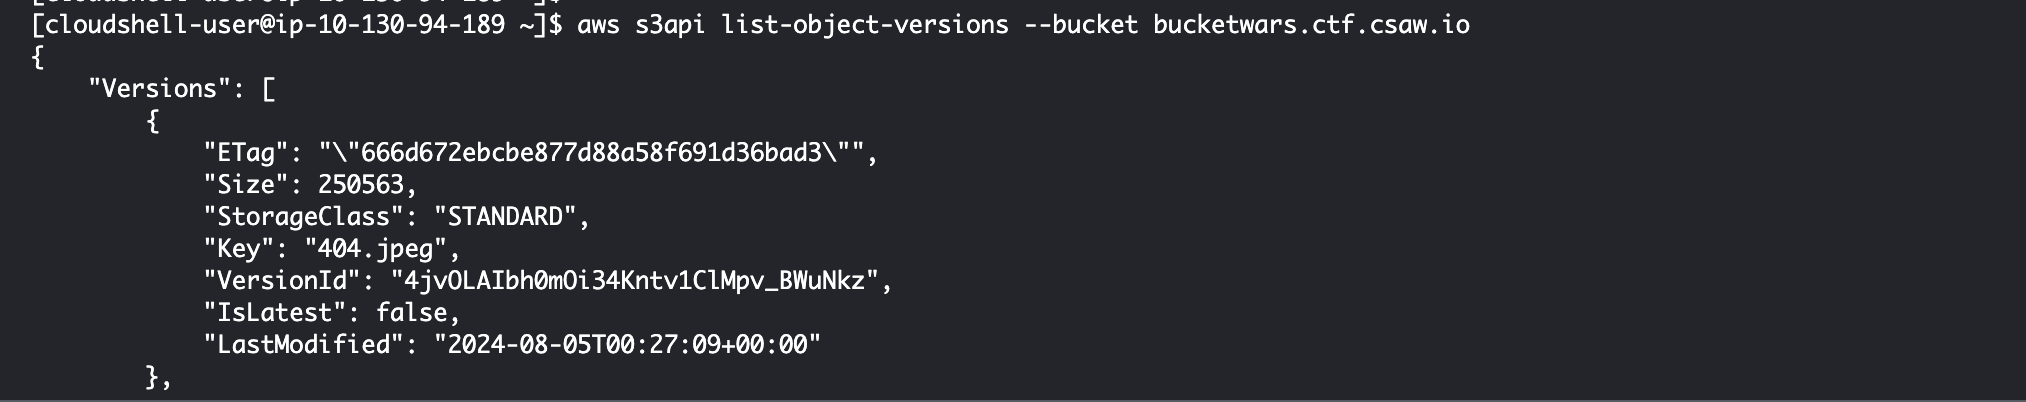 [cloudshell-user@ip-10-130-94-189 ~]$ aws s3api list-object-versions --bucket bucketwars.ctf.csaw.io
{
    "Versions": [
        {
            "ETag": "\"666d672ebcbe877d88a58f691d36bad3\"",
            "Size": 250563,
            "StorageClass": "STANDARD",
            "Key": "404.jpeg",
            "VersionId": "4jvOLAIbh0mOi34Kntv1ClMpv_BWuNkz",
            "IsLatest": false,
            "LastModified": "2024-08-05T00:27:09+00:00"
        },